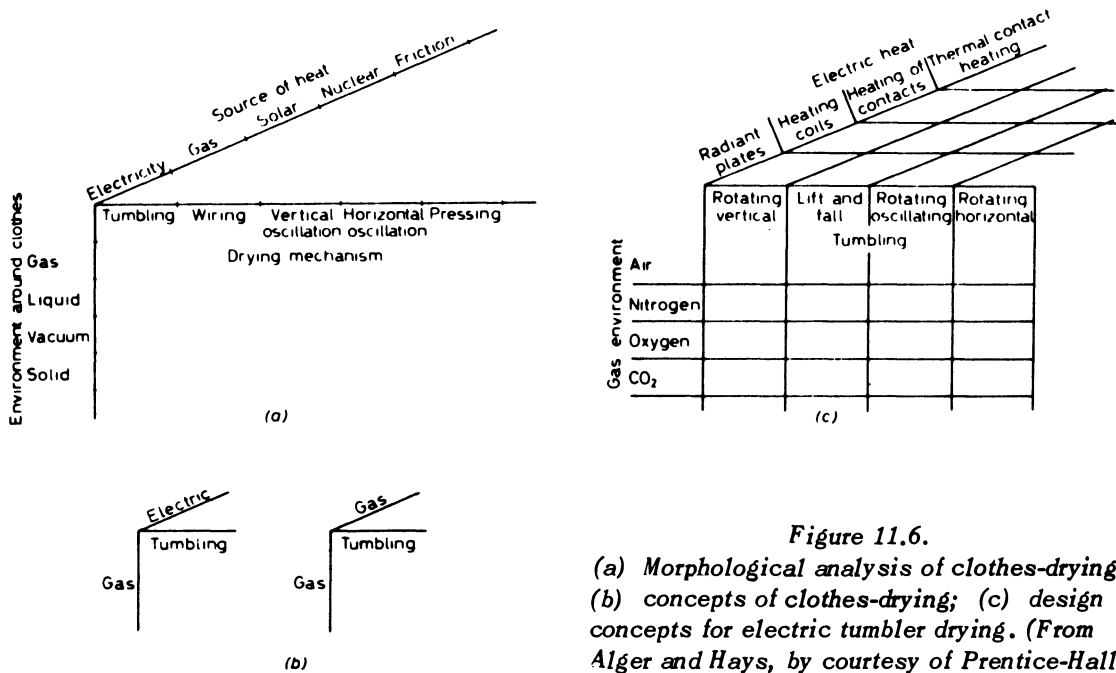 Source of heat
Electricity
Gas
Solar
Nuclear
Friction
Tumbling
Wiring
Vertical Horizontal Pressing
oscillation oscillation
Drying mechanism
Environment around clothes
Gas
Liquid
Vacuum
Solid
(a)
Electric heat
Radiant
plates
Heating
coils
Heating of
contacts
Thermal contact
heating
Rotating
vertical
Lift and
fall
Rotating
oscillating
Rotating
horizontal
Tumbling
Gas environment
Air
Nitrogen
Oxygen
CO₂
(c)
Electric
Tumbling
Gas
Gas
Tumbling
Gas
(b)
Figure 11.6.
(a) Morphological analysis of clothes-drying
(b) concepts of clothes-drying; (c) design
concepts for electric tumbler drying. (From
Alger and Hays, by courtesy of Prentice-Hall